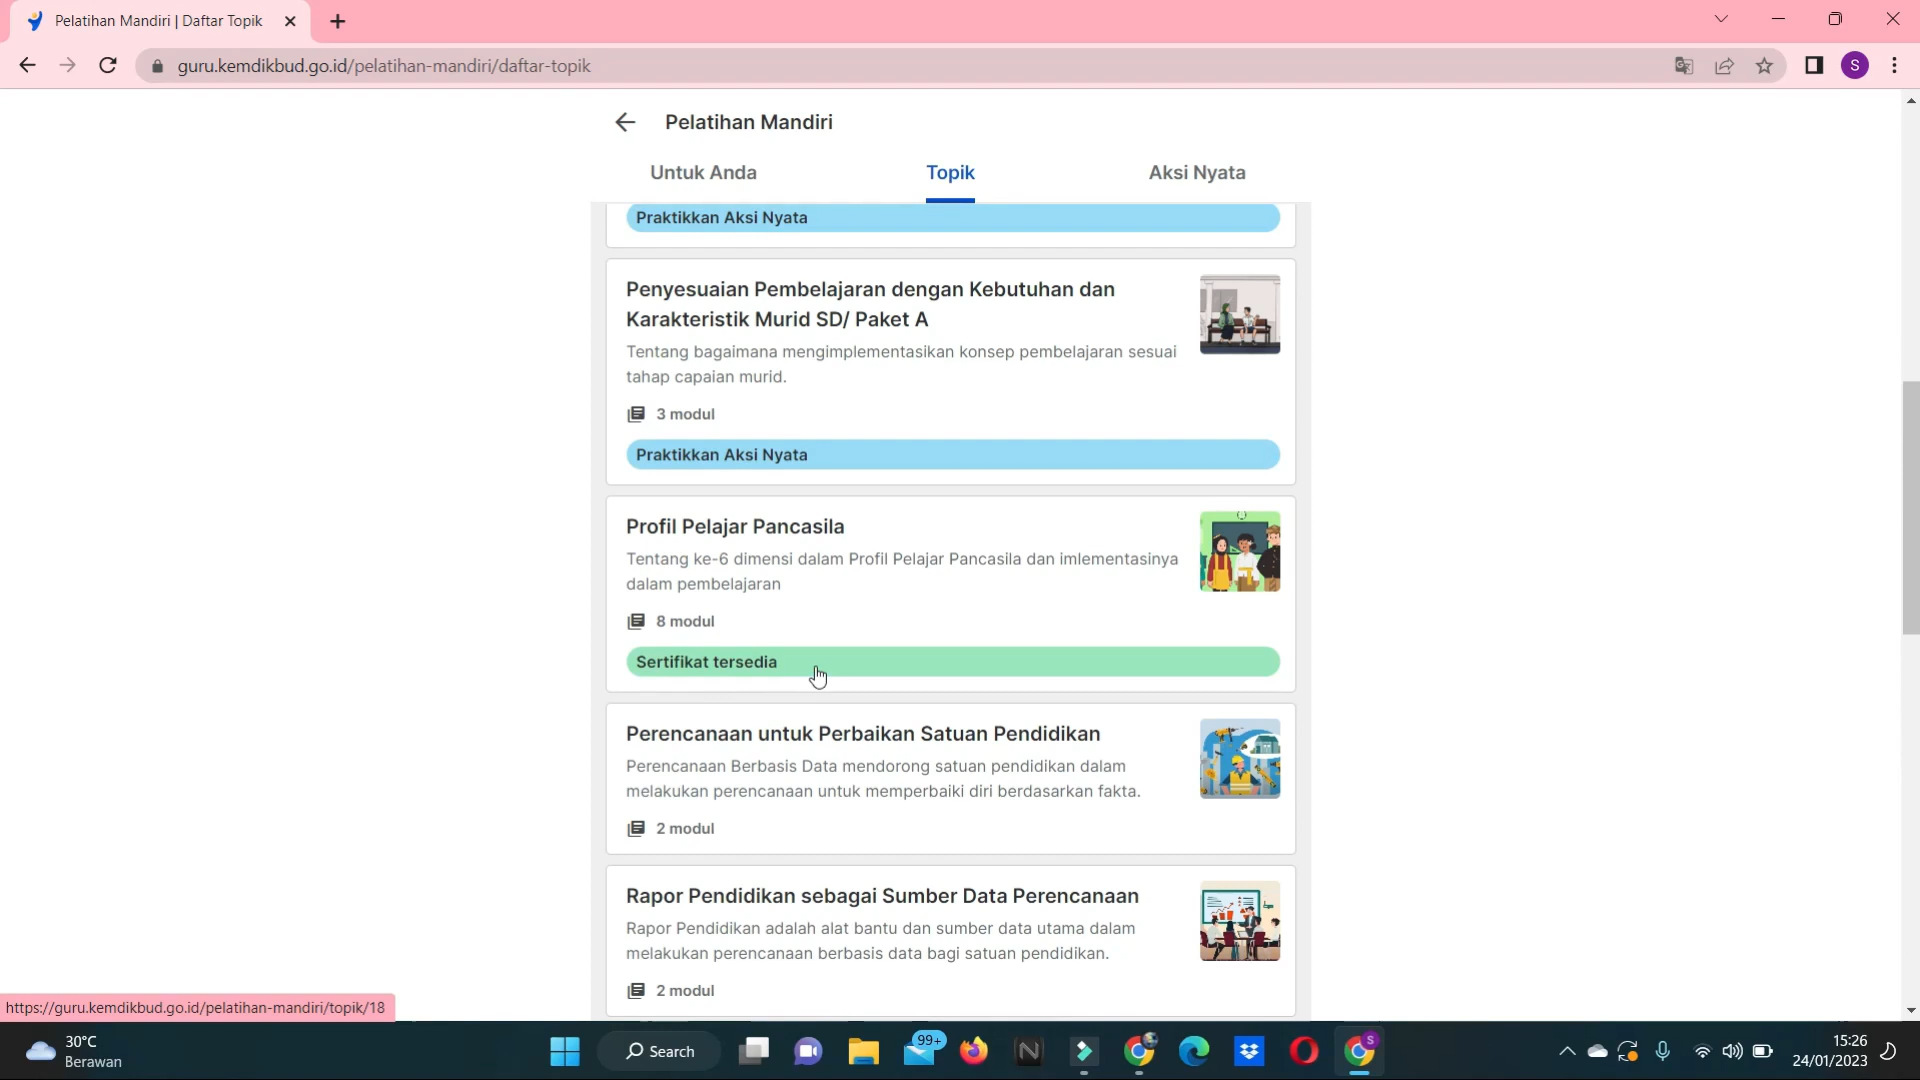 Pelatihan Mandiri | Daftar Topik
guru.kemdikbud.go.id/pelatihan-mandiri/daftar-topik
S
Pelatihan Mandiri
Untuk Anda
Topik
Aksi Nyata
Praktikkan Aksi Nyata
Penyesuaian Pembelajaran dengan Kebutuhan dan
Karakteristik Murid SD/ Paket A
Tentang bagaimana mengimplementasikan konsep pembelajaran sesuai
tahap capaian murid.
3 modul
Praktikkan Aksi Nyata
Profil Pelajar Pancasila
Tentang ke-6 dimensi dalam Profil Pelajar Pancasila dan imlementasinya
dalam pembelajaran
8 modul
Sertifikat tersedia
Perencanaan untuk Perbaikan Satuan Pendidikan
Perencanaan Berbasis Data mendorong satuan pendidikan dalam
melakukan perencanaan untuk memperbaiki diri berdasarkan fakta.
2 modul
Rapor Pendidikan sebagai Sumber Data Perencanaan
Rapor Pendidikan adalah alat bantu dan sumber data utama dalam
melakukan perencanaan berbasis data bagi satuan pendidikan.
2 modul
https://guru.kemdikbud.go.id/pelatihan-mandiri/topik/18
30°C
Berawan
Search
99+
N
S
15:26
24/01/2023